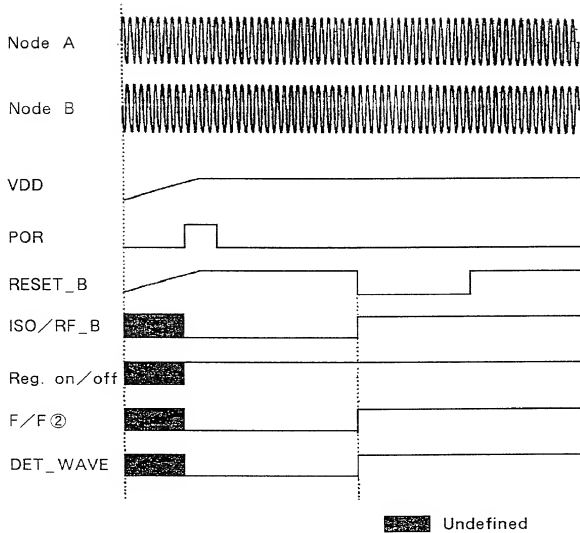 Node A
Node B
VDD
POR
RESET_B
ISO/RF_B
Reg. on/off
F/F②
DET_WAVE
Undefined